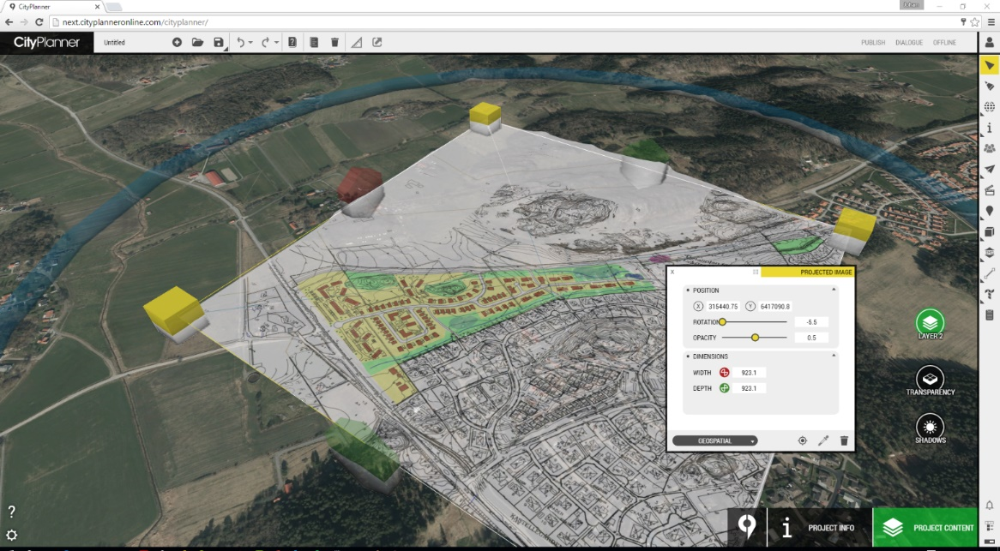 CityPlanner
Johan
next.cityplanneronline.com/cityplanner/
CityPlanner
Untitled
PUBLISH DIALOGUE OFFLINE
X PROJECTED IMAGE
POSITION
X 315440.75 Y 6417090.8
ROTATION -5.5
OPACITY 0.5
DIMENSIONS
WIDTH 923.1
DEPTH 923.1
GEOSPATIAL
LAYER 2
TRANSPARENCY
SHADOWS
?
i PROJECT INFO
PROJECT CONTENT